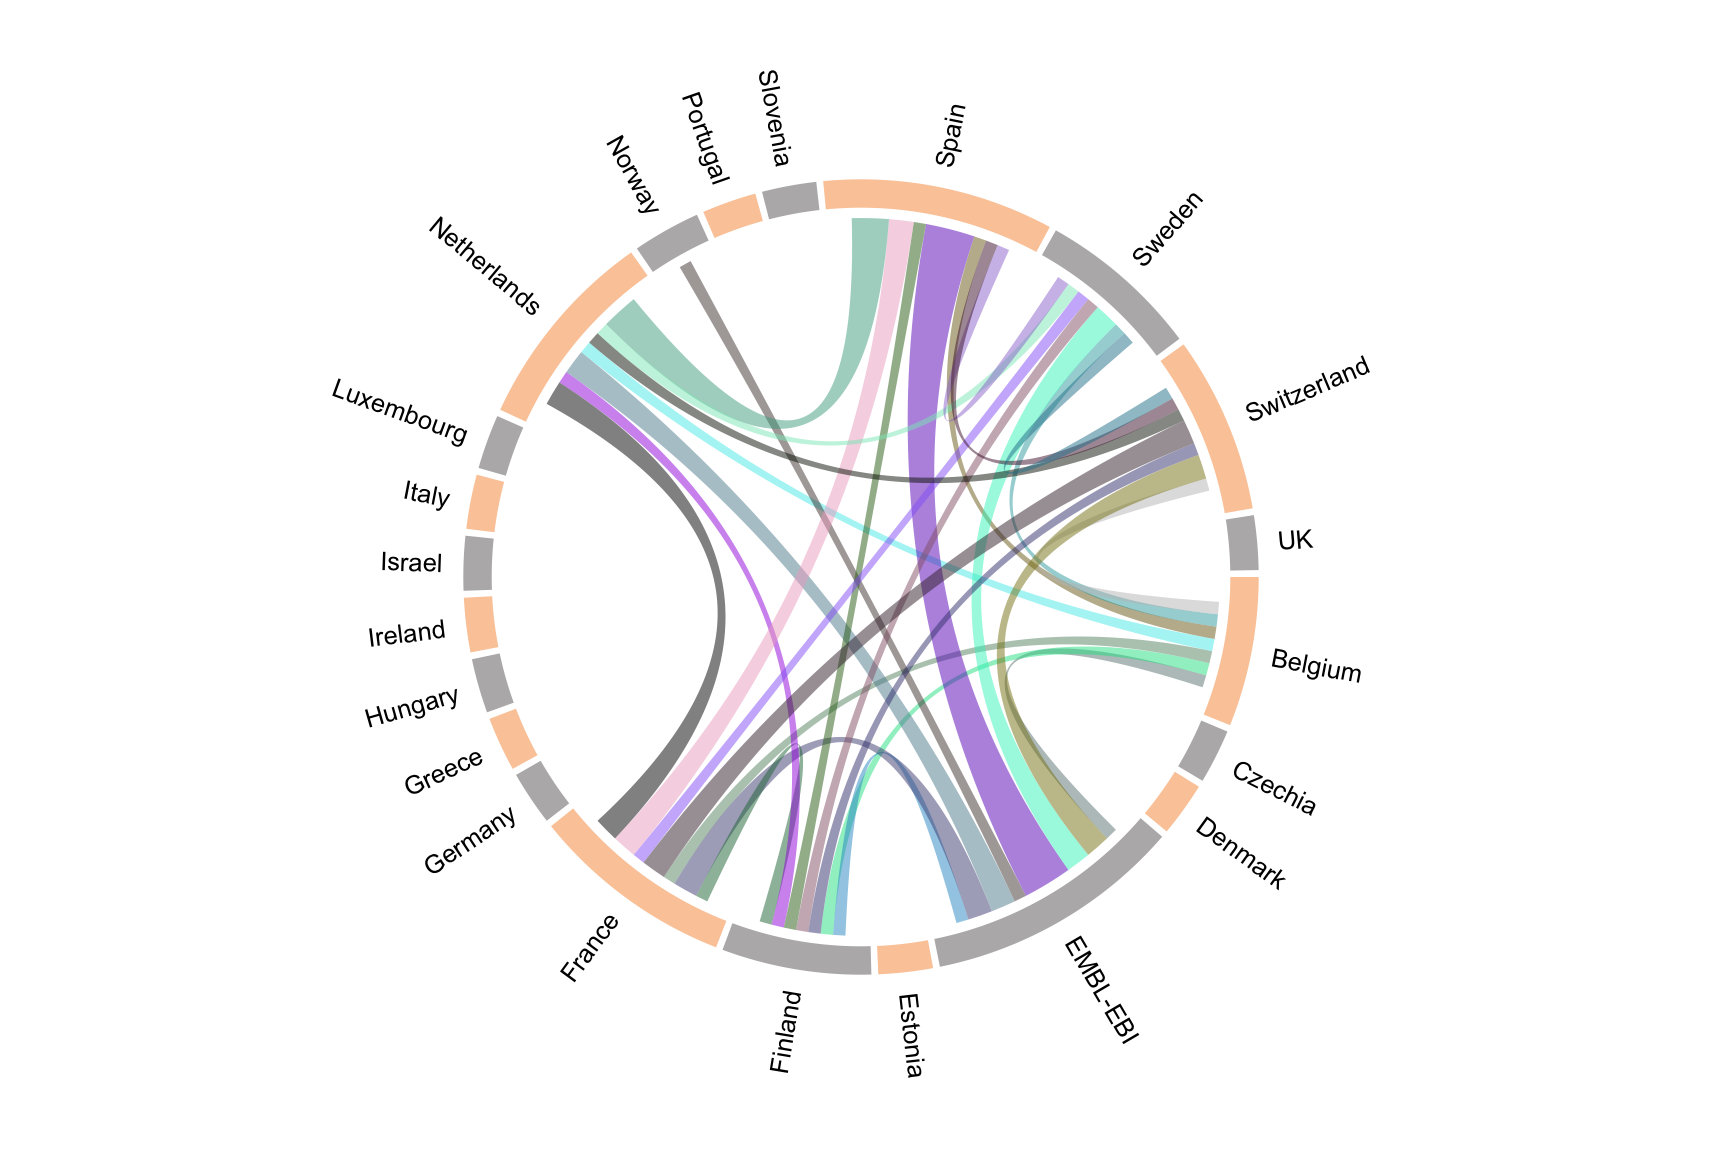 Slovenia
Spain
Portugal
Norway
Sweden
Netherlands
Switzerland
Luxembourg
Italy
UK
Israel
Ireland
Belgium
Hungary
Greece
Czechia
Germany
Denmark
France
EMBL-EBI
Finland
Estonia